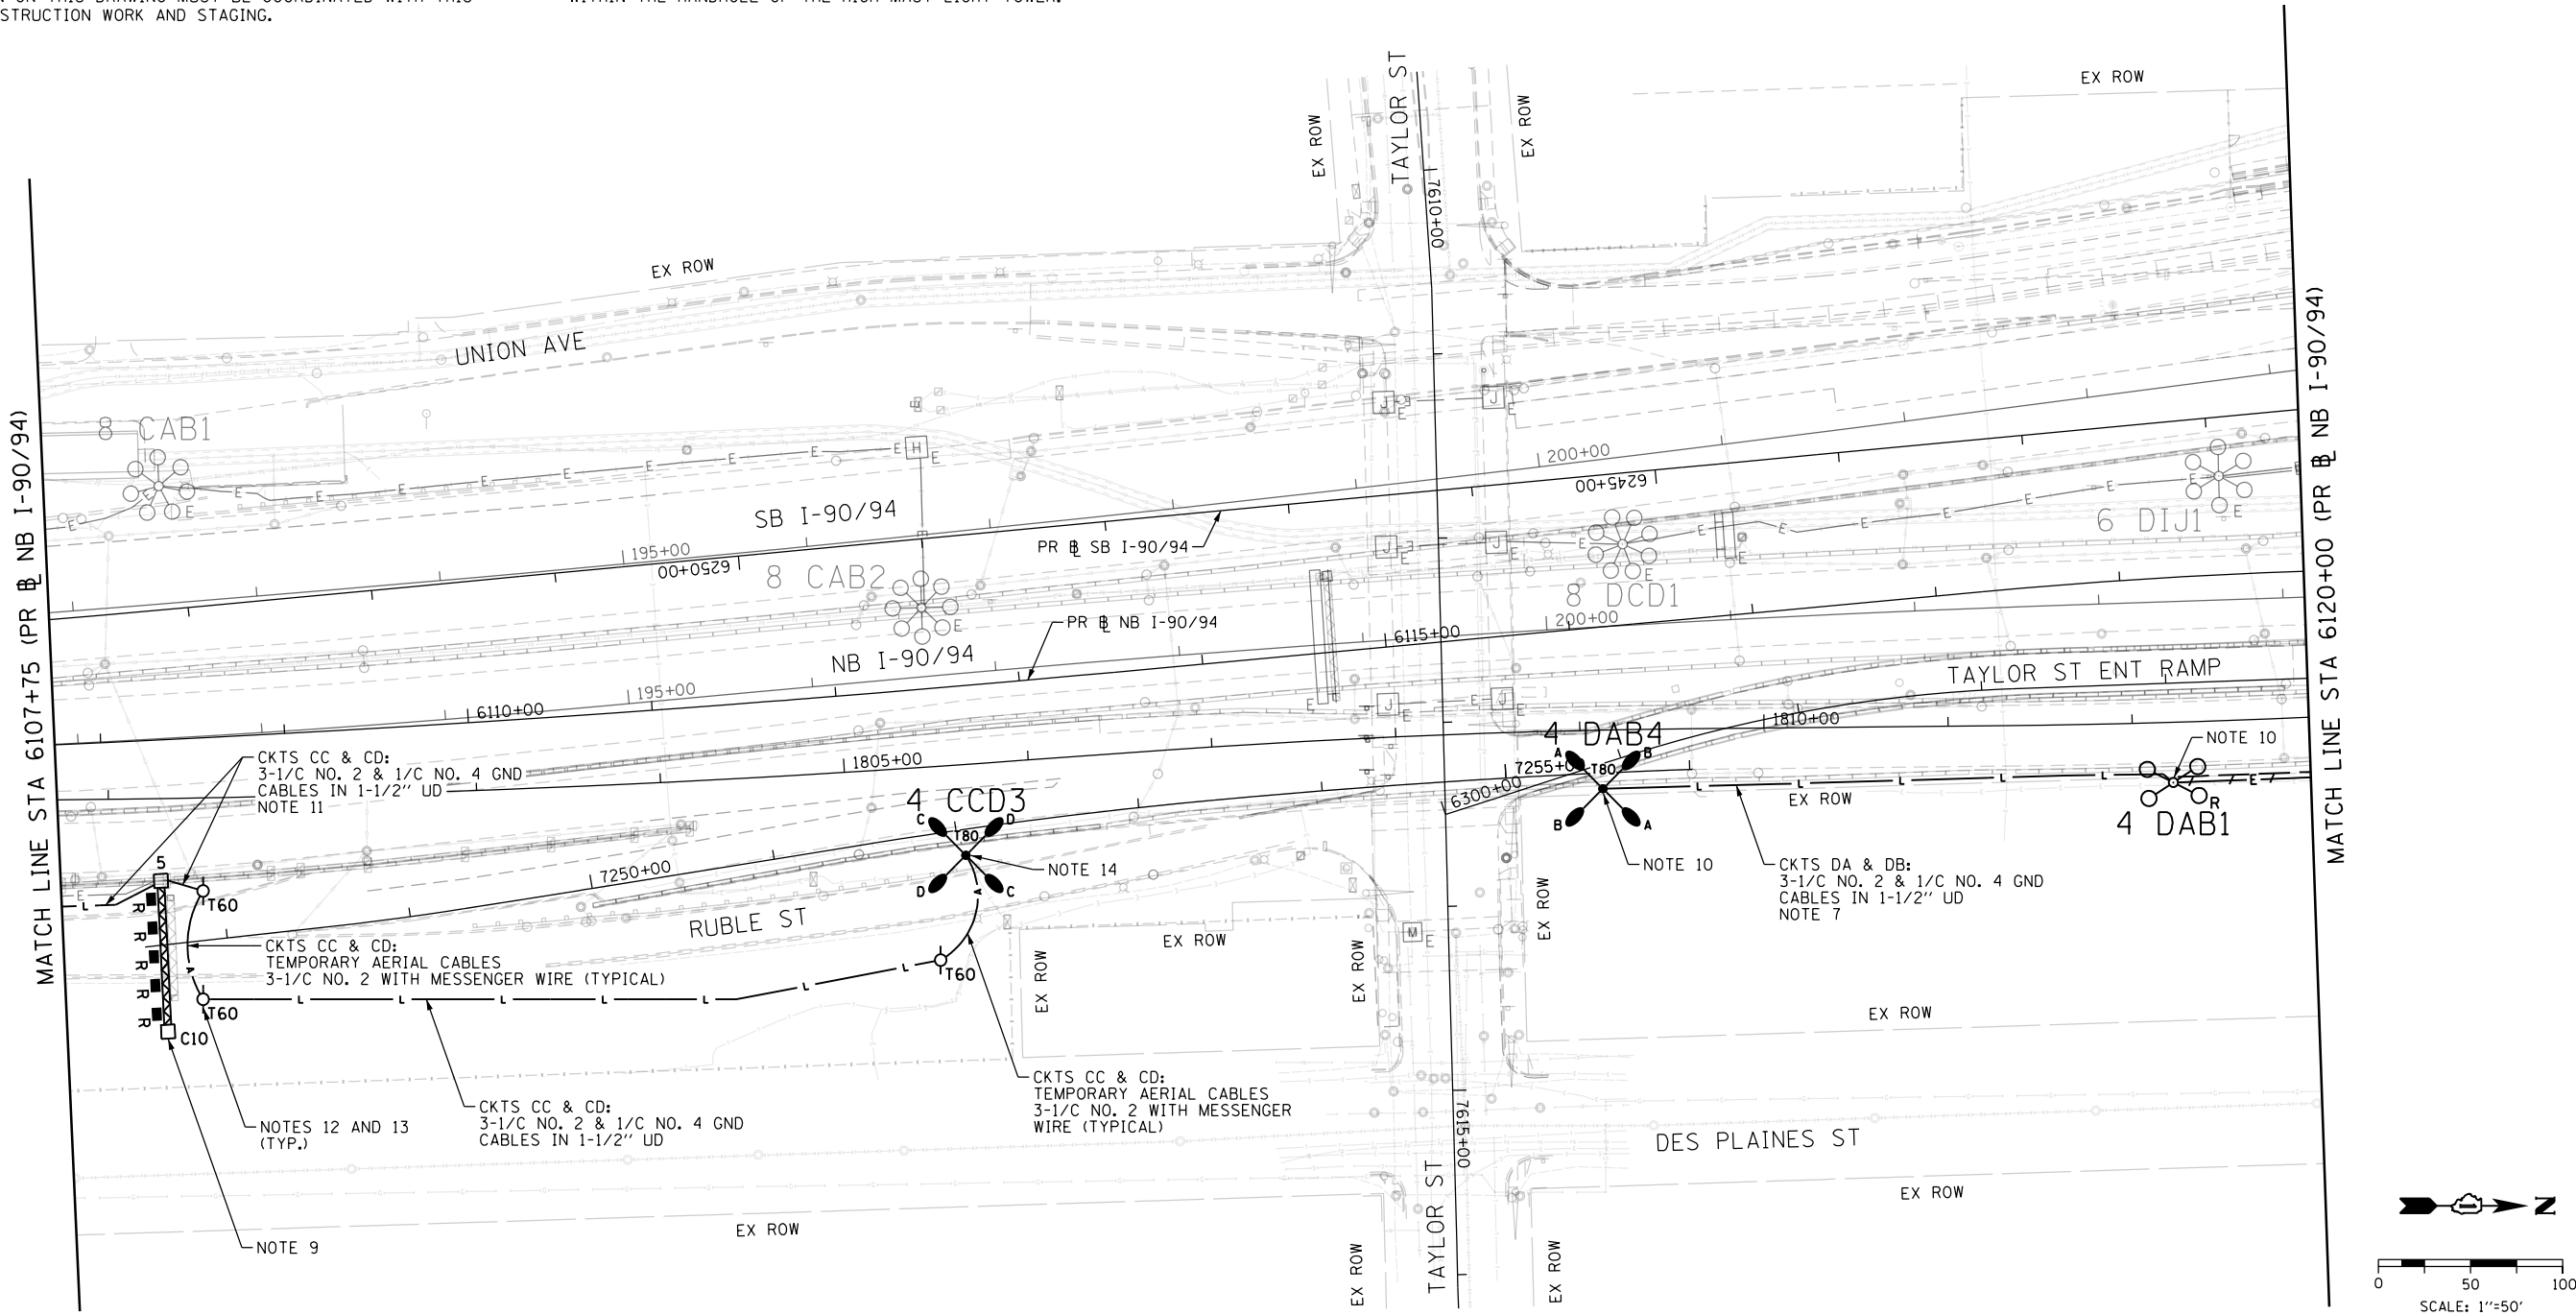 STRUCTION WORK AND STAGING.
EX ROW
TAYLOR ST
EX ROW
EX ROW
7610+00
EX ROW
UNION AVE
8 CAB1
H
E
J
E
J
E
200+00
6245+00
SB I-90/94
PR BL SB I-90/94
195+00
6250+00
8 CAB2
E
J
E
J
E
8 DCD1
E
6 DIJ1
E
200+00
PR BL NB I-90/94
6115+00
NB I-90/94
195+00
6110+00
TAYLOR ST ENT RAMP
E
J
E
E
J
E
1810+00
4 DAB4
A
B
T80
B
A
7255+0
6300+00
NOTE 10
L
EX ROW
NOTE 10
R
4 DAB1
CKTS DA & DB:
3-1/C NO. 2 & 1/C NO. 4 GND
CABLES IN 1-1/2" UD
NOTE 7
CKTS CC & CD:
3-1/C NO. 2 & 1/C NO. 4 GND
CABLES IN 1-1/2" UD
NOTE 11
1805+00
4 CCD3
C
D
T80
D
C
NOTE 14
7250+00
5
T60
R
R
R
R
R
RUBLE ST
CKTS CC & CD:
TEMPORARY AERIAL CABLES
3-1/C NO. 2 WITH MESSENGER WIRE (TYPICAL)
T60
T60
C10
EX ROW
EX ROW
EX ROW
EX ROW
M
E
EX ROW
NOTES 12 AND 13
(TYP.)
CKTS CC & CD:
3-1/C NO. 2 & 1/C NO. 4 GND
CABLES IN 1-1/2" UD
CKTS CC & CD:
TEMPORARY AERIAL CABLES
3-1/C NO. 2 WITH MESSENGER
WIRE (TYPICAL)
7615+00
DES PLAINES ST
TAYLOR ST
EX ROW
EX ROW
EX ROW
EX ROW
NOTE 9
MATCH LINE STA 6107+75 (PR BL NB I-90/94)
MATCH LINE STA 6120+00 (PR BL NB I-90/94)
N
0 50 100
SCALE: 1"=50'